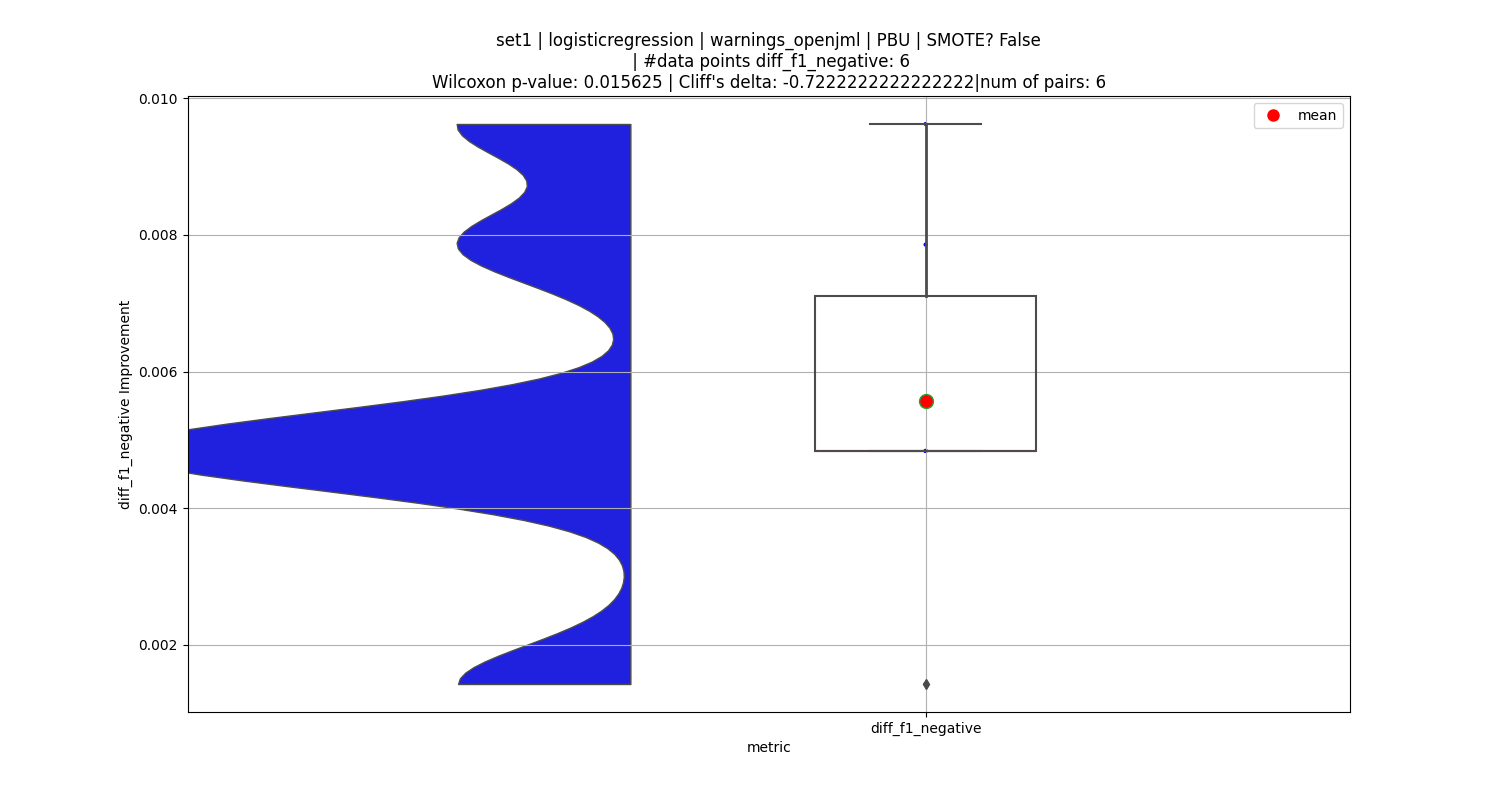 set1 | logisticregression | warnings_openjml | PBU | SMOTE? False
| #data points diff_f1_negative: 6
Wilcoxon p-value: 0.015625 | Cliff's delta: -0.7222222222222222|num of pairs: 6
0.010
mean
0.008
0.006
0.004
0.002
diff_f1_negative Improvement
diff_f1_negative
metric